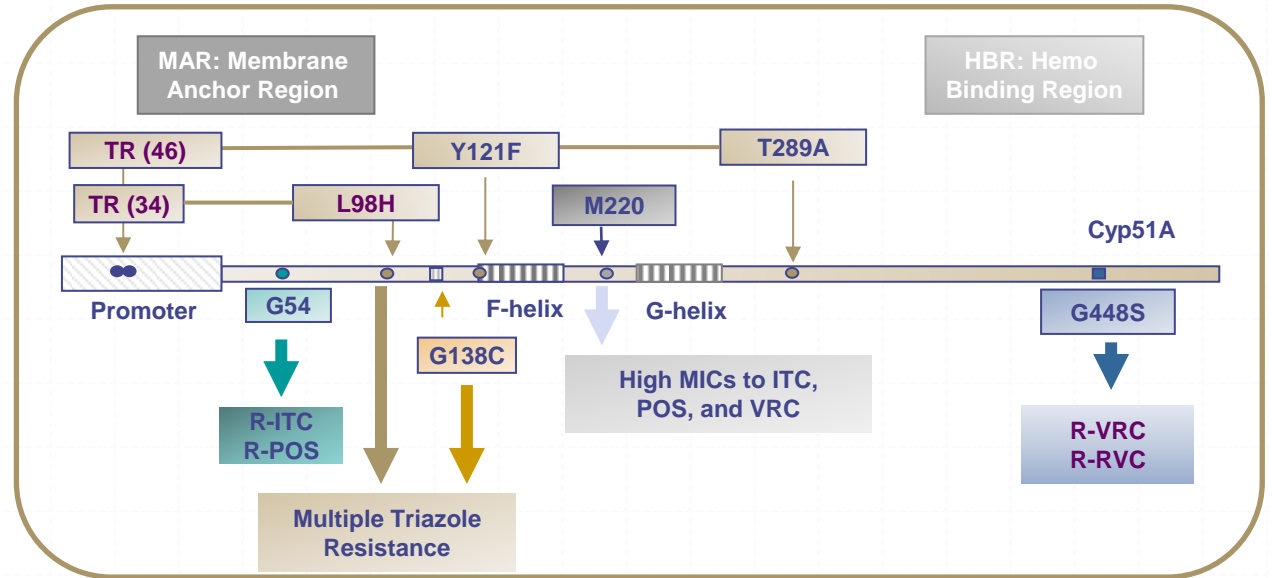 MAR: Membrane
Anchor Region
HBR: Hemo
Binding Region
TR (46)
Y121F
T289A
TR (34)
L98H
M220
Cyp51A
Promoter
G54
F-helix
G-helix
G448S
G138C
High MICs to ITC,
POS, and VRC
R-ITC
R-POS
R-VRC
R-RVC
Multiple Triazole
Resistance